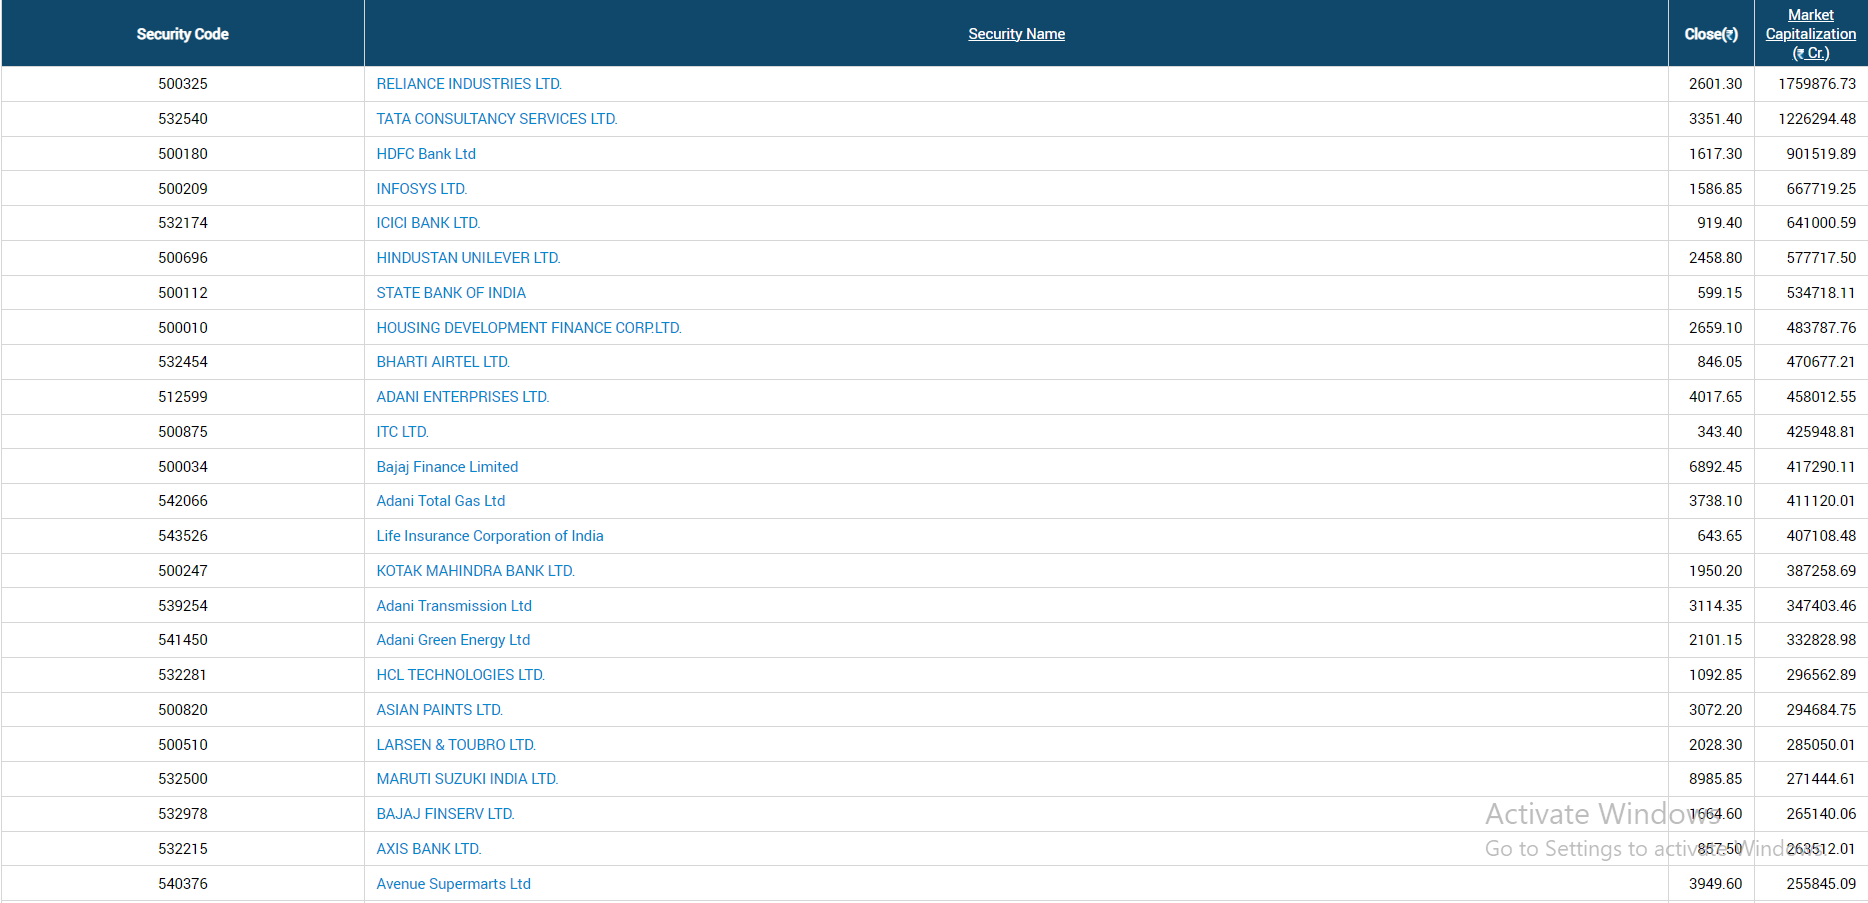 Security Code Security Name Close(₹) Market Capitalization (₹ Cr.)
500325 RELIANCE INDUSTRIES LTD. 2601.30 1759876.73
532540 TATA CONSULTANCY SERVICES LTD. 3351.40 1226294.48
500180 HDFC Bank Ltd 1617.30 901519.89
500209 INFOSYS LTD. 1586.85 667719.25
532174 ICICI BANK LTD. 919.40 641000.59
500696 HINDUSTAN UNILEVER LTD. 2458.80 577717.50
500112 STATE BANK OF INDIA 599.15 534718.11
500010 HOUSING DEVELOPMENT FINANCE CORP.LTD. 2659.10 483787.76
532454 BHARTI AIRTEL LTD. 846.05 470677.21
512599 ADANI ENTERPRISES LTD. 4017.65 458012.55
500875 ITC LTD. 343.40 425948.81
500034 Bajaj Finance Limited 6892.45 417290.11
542066 Adani Total Gas Ltd 3738.10 411120.01
543526 Life Insurance Corporation of India 643.65 407108.48
500247 KOTAK MAHINDRA BANK LTD. 1950.20 387258.69
539254 Adani Transmission Ltd 3114.35 347403.46
541450 Adani Green Energy Ltd 2101.15 332828.98
532281 HCL TECHNOLOGIES LTD. 1092.85 296562.89
500820 ASIAN PAINTS LTD. 3072.20 294684.75
500510 LARSEN & TOUBRO LTD. 2028.30 285050.01
532500 MARUTI SUZUKI INDIA LTD. 8985.85 271444.61
532978 BAJAJ FINSERV LTD. 1664.60 265140.06
532215 AXIS BANK LTD. 857.50 263512.01
540376 Avenue Supermarts Ltd 3949.60 255845.09
Activate Windows
Go to Settings to activate Windows.